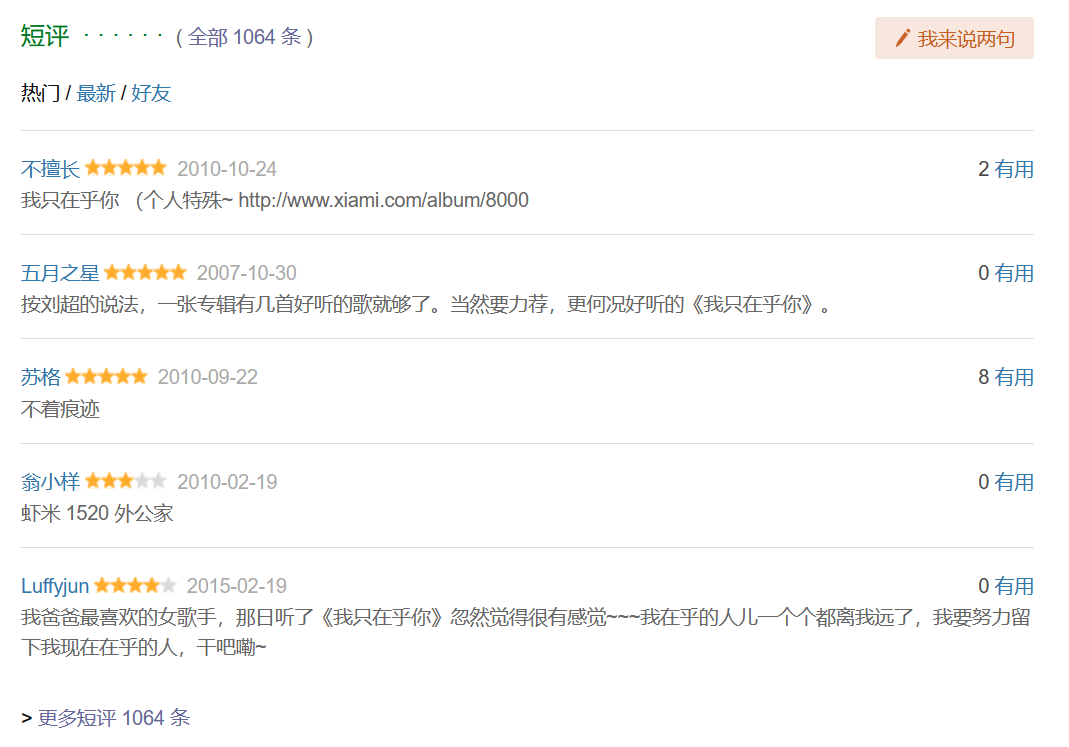 短评 · · · · · · ( 全部 1064 条 )
我来说两句
热门 / 最新 / 好友
不擅长 2010-10-24 2 有用
我只在乎你 （个人特殊~ http://www.xiami.com/album/8000
五月之星 2007-10-30 0 有用
按刘超的说法，一张专辑有几首好听的歌就够了。当然要力荐，更何况好听的《我只在乎你》。
苏格 2010-09-22 8 有用
不着痕迹
翁小样 2010-02-19 0 有用
虾米 1520 外公家
Luffyjun 2015-02-19 0 有用
我爸爸最喜欢的女歌手，那日听了《我只在乎你》忽然觉得很有感觉~~~我在乎的人儿一个个都离我远了，我要努力留
下我现在在乎的人，干吧嘞~
> 更多短评 1064 条